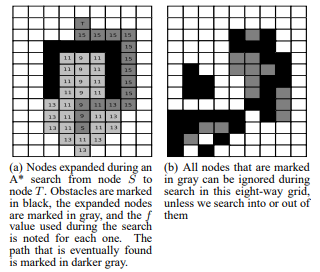 T
15 15 15 15
15
11 9 11 15
11 9 11 15
11 9 11 15
11 9 11 15
13 11 9 11 13 15
13 11 9 11 13
13 11 S 11 13
13 11 13
13
(a) Nodes expanded during an
A* search from node S to
node T. Obstacles are marked
in black, the expanded nodes
are marked in gray, and the f
value used during the search
is noted for each one. The
path that is eventually found
is marked in darker gray.
(b) All nodes that are marked
in gray can be ignored during
search in this eight-way grid,
unless we search into or out of
them